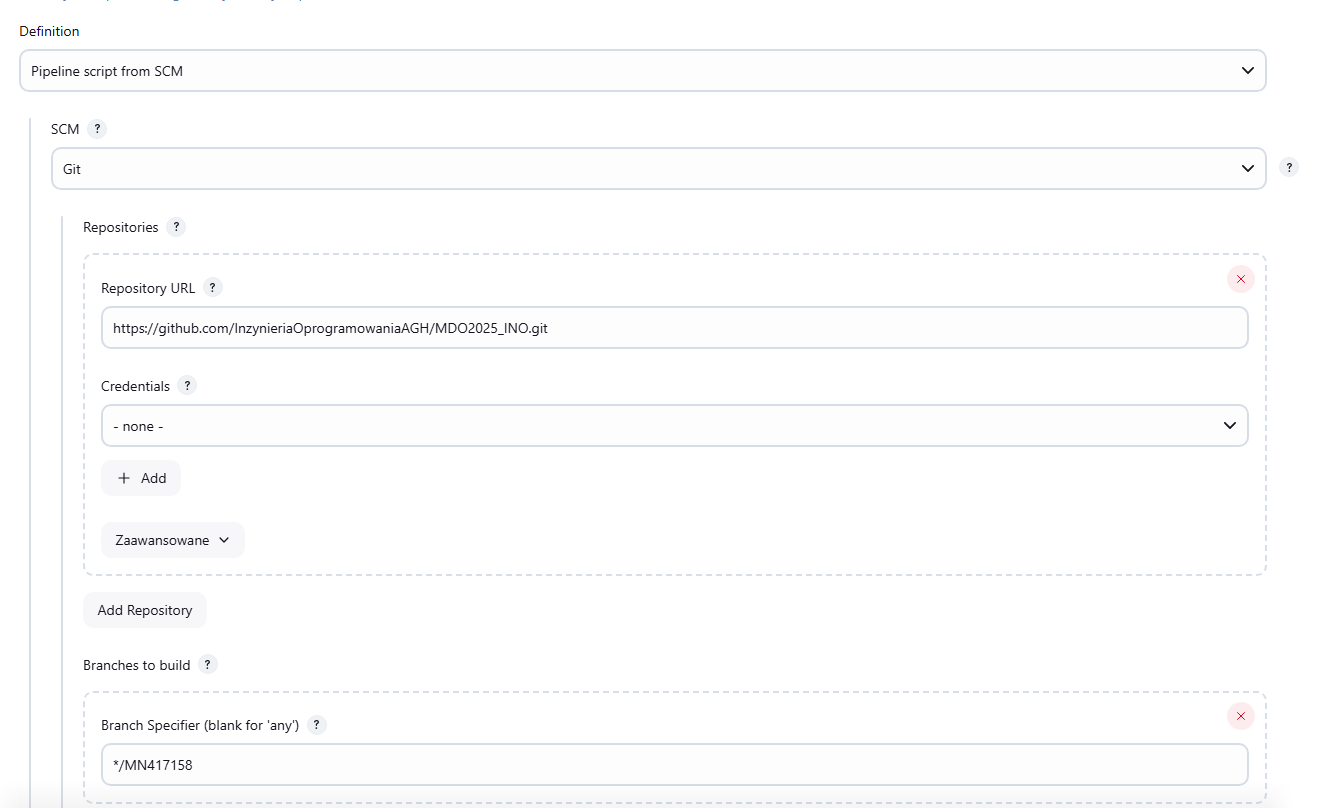 Definition
Pipeline script from SCM
SCM ?
Git
?
Repositories ?
Repository URL ?
https://github.com/InzynieriaOprogramowaniaAGH/MDO2025_INO.git
Credentials ?
- none -
+ Add
Zaawansowane
Add Repository
Branches to build ?
Branch Specifier (blank for 'any') ?
*/MN417158